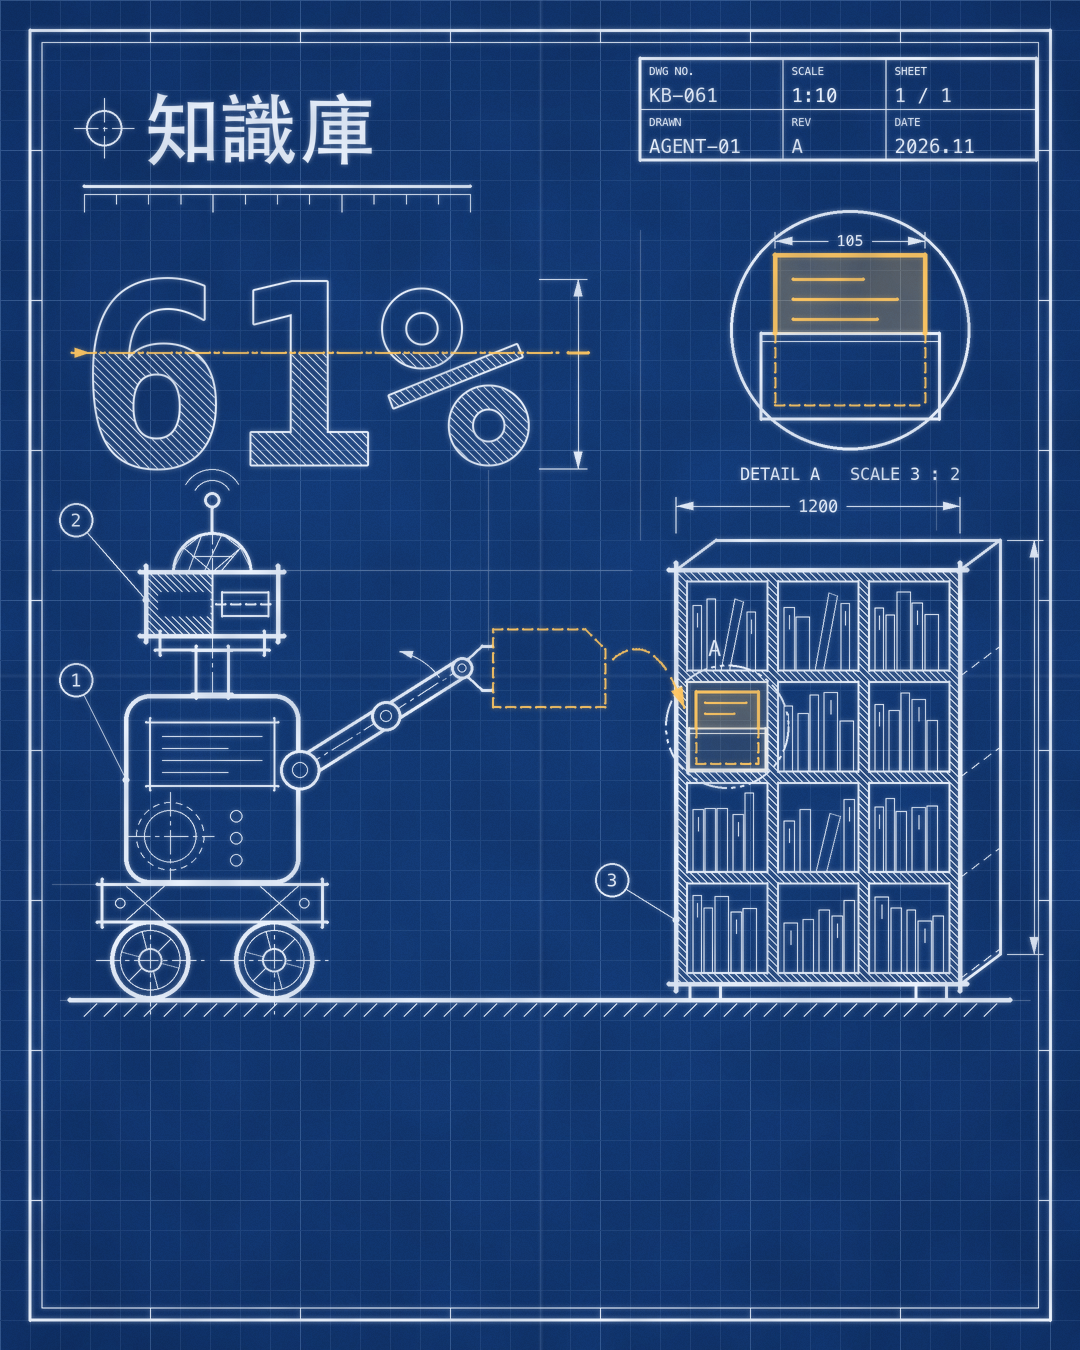 知識庫
DWG NO. SCALE SHEET
KB-061 1:10 1 / 1
DRAWN REV DATE
AGENT-01 A 2026.11
61%
105
DETAIL A SCALE 3 : 2
1200
2
1
A
3